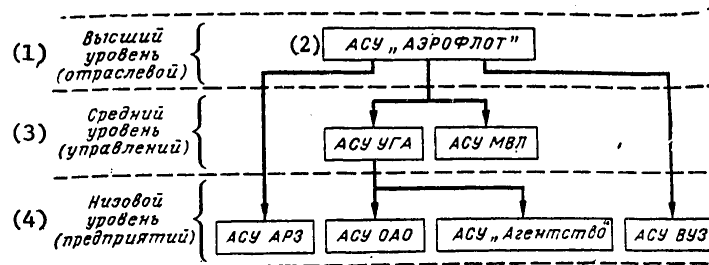 (1) Высший
уровень
(отраслевой)
(2) АСУ „АЭРОФЛОТ”
(3) Средний
уровень
(управлений)
АСУ УГА
АСУ МВЛ
(4) Низовой
уровень
(предприятий)
АСУ АРЗ
АСУ ОАО
АСУ „Агентство“
АСУ ВУЗ